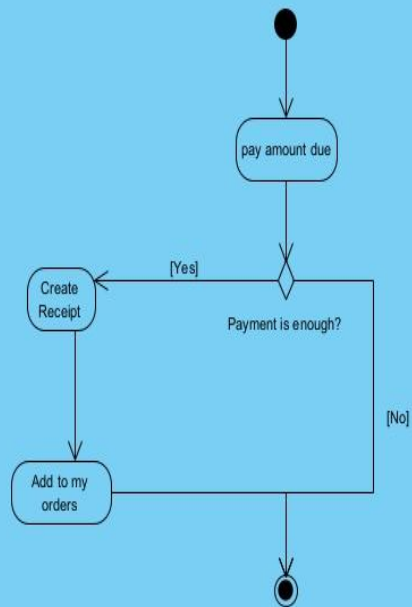 pay amount due
[Yes]
Create
Receipt
Payment is enough?
[No]
Add to my
orders